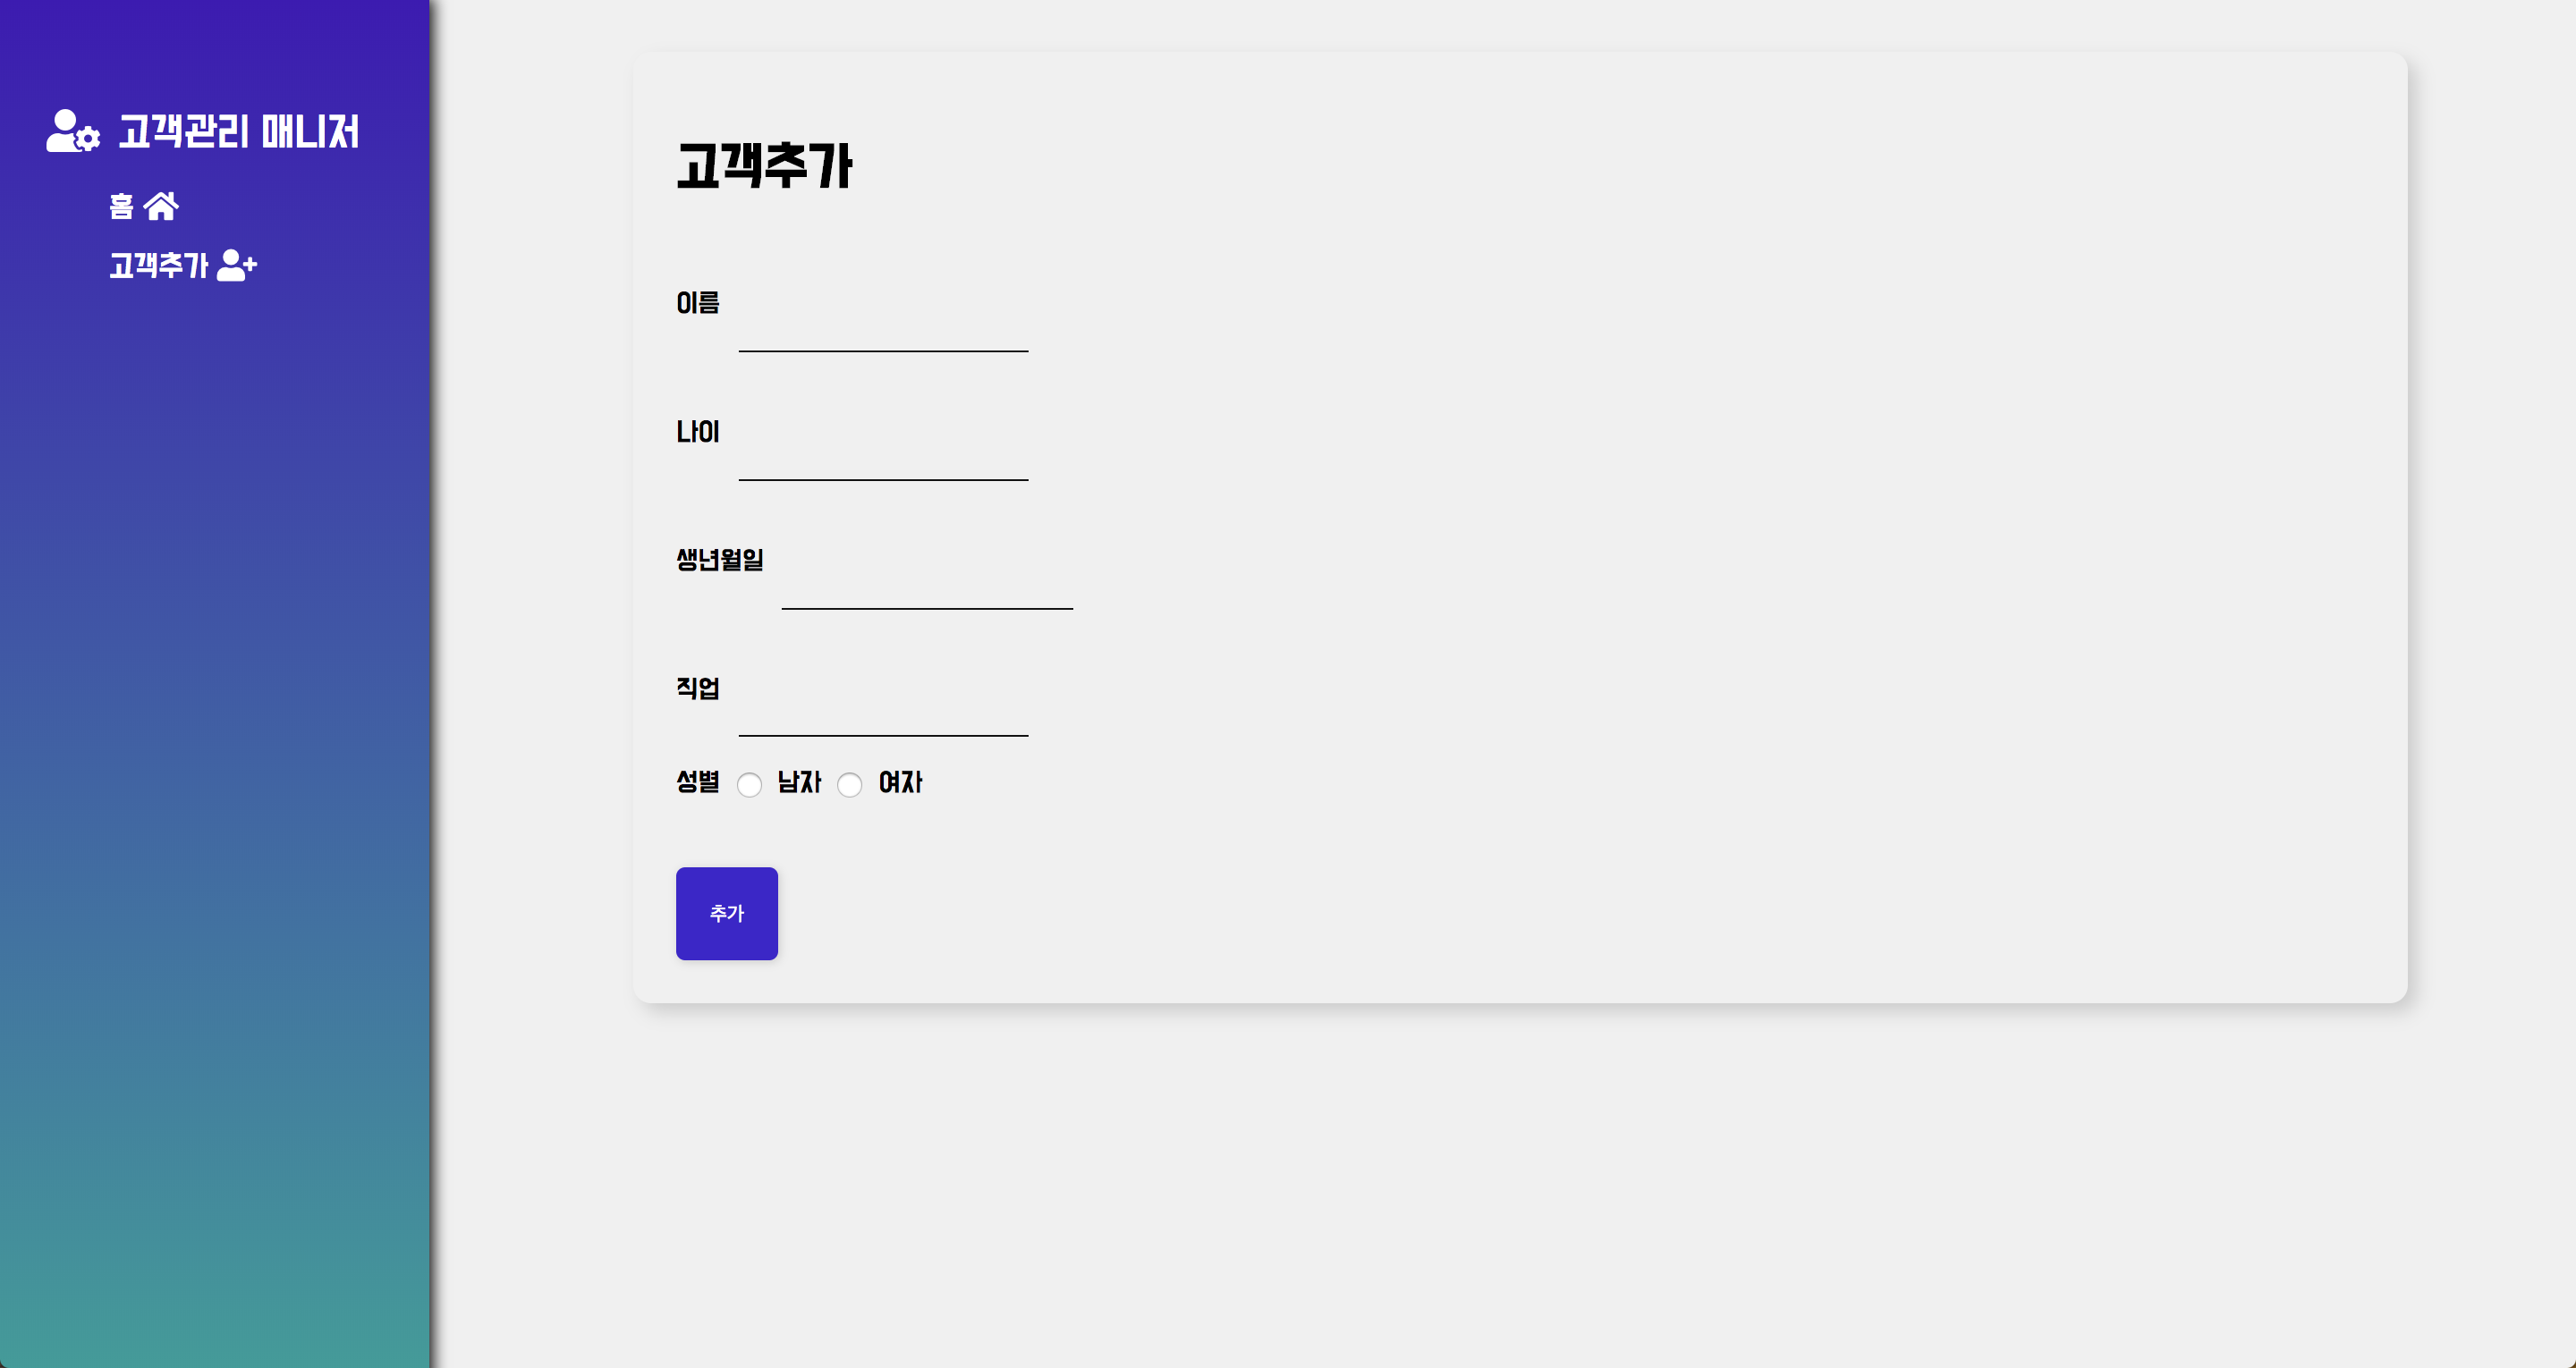 고객관리 매니저
홈
고객추가
고객추가
이름
나이
생년월일
직업
성별 남자 여자
추가